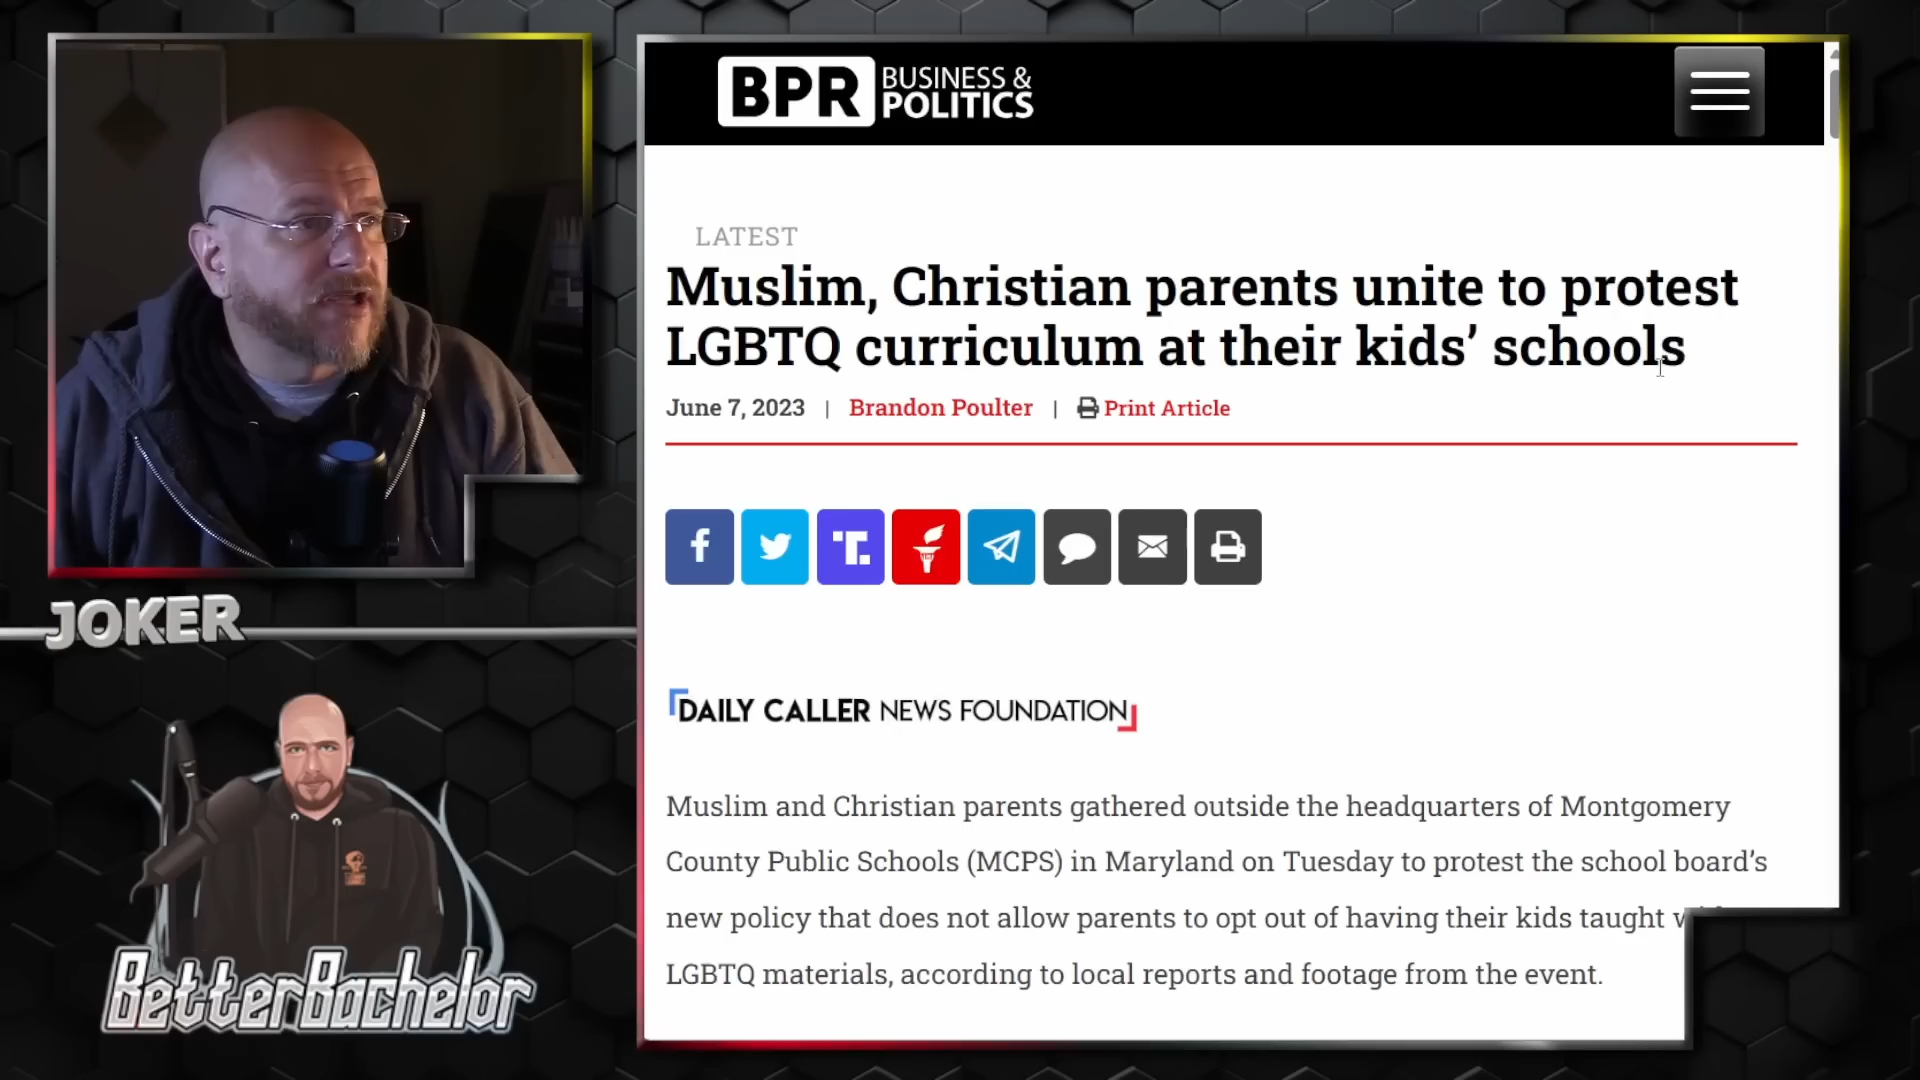 BPR BUSINESS &
POLITICS
LATEST
Muslim, Christian parents unite to protest
LGBTQ curriculum at their kids’ schools
June 7, 2023 | Brandon Poulter | Print Article
DAILY CALLER NEWS FOUNDATION
Muslim and Christian parents gathered outside the headquarters of Montgomery
County Public Schools (MCPS) in Maryland on Tuesday to protest the school board’s
new policy that does not allow parents to opt out of having their kids taught
LGBTQ materials, according to local reports and footage from the event.
JOKER
BetterBachelor